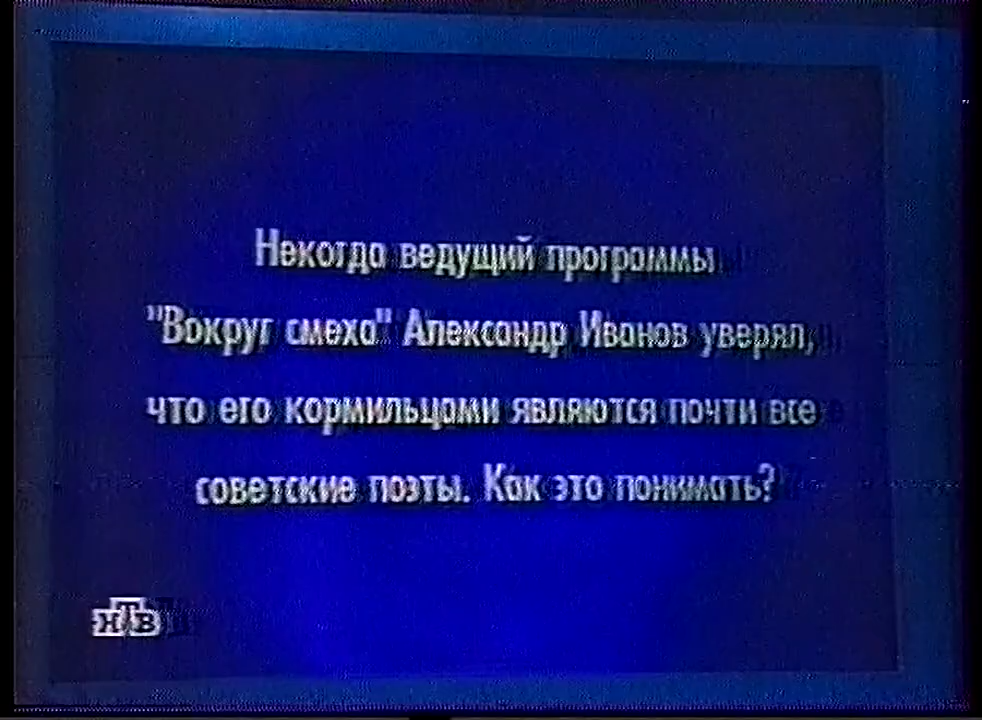 Некогда ведущий программы
"Вокруг смеха" Александр Иванов уверял,
что его кормильцами являются почти все
советские поэты. Как это понимать?
НТВ